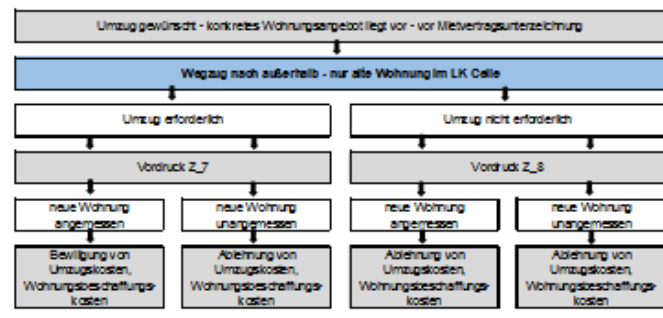 Umzug gewünscht - konkretes Wohnungsangebot liegt vor - vor Mietvertragsunterzeichnung
Wegzug nach außerhalb - nur alte Wohnung im LK Celle
Umzug erforderlich
Umzug nicht erforderlich
Vordruck Z_7
Vordruck Z_8
neue Wohnung
angemessen
neue Wohnung
unangemessen
neue Wohnung
angemessen
neue Wohnung
unangemessen
Bewilligung von
Umzugskosten,
Wohnungsbeschaffungs-
kosten
Ablehnung von
Umzugskosten,
Wohnungsbeschaffungs-
kosten
Ablehnung von
Umzugskosten,
Wohnungsbeschaffungs-
kosten
Ablehnung von
Umzugskosten,
Wohnungsbeschaffungs-
kosten